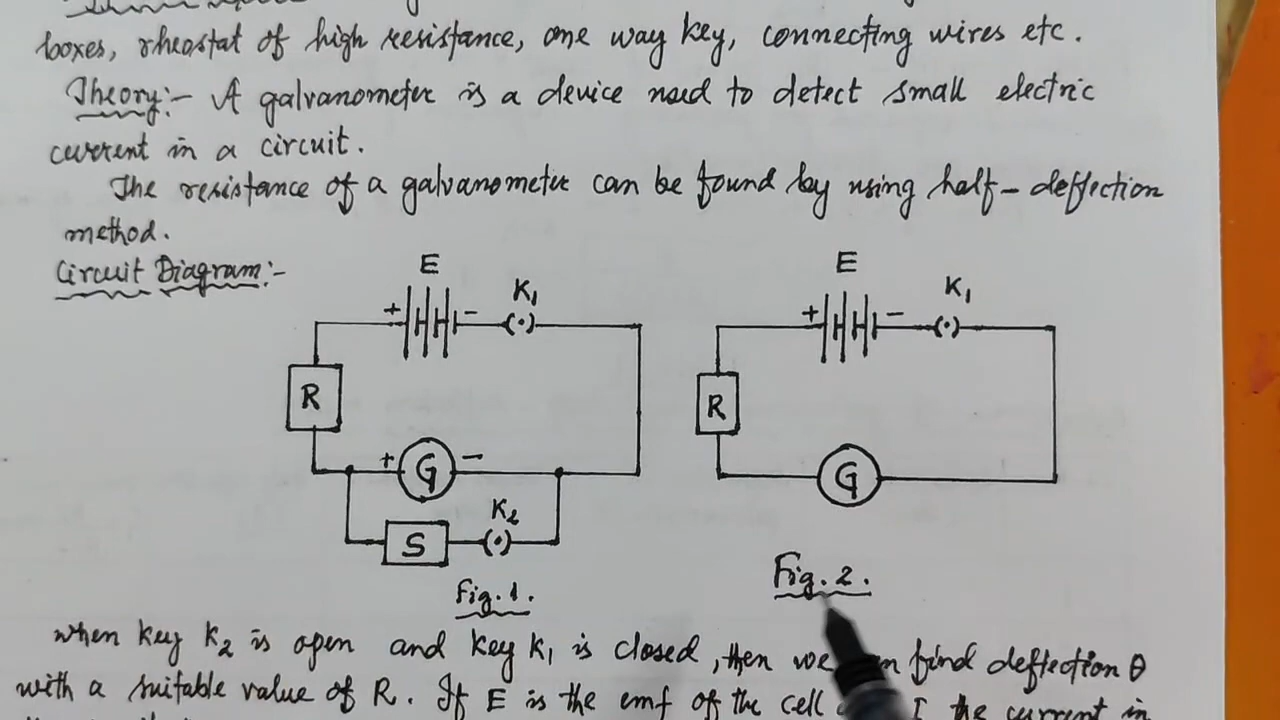 boxes, rheostat of high resistance, one way key, connecting wires etc.
Theory:- A galvanometer is a device used to detect small electric
current in a circuit.
The resistance of a galvanometer can be found by using half-deflection
method.
Circuit Diagram:-
E
+ - K1
R
+ G -
S K2
Fig. 1.
E
+ - K1
R
G
Fig. 2.
when key K2 is open and key K1 is closed, then we find deflection θ
with a suitable value of R. If E is the emf of the cell I the current in